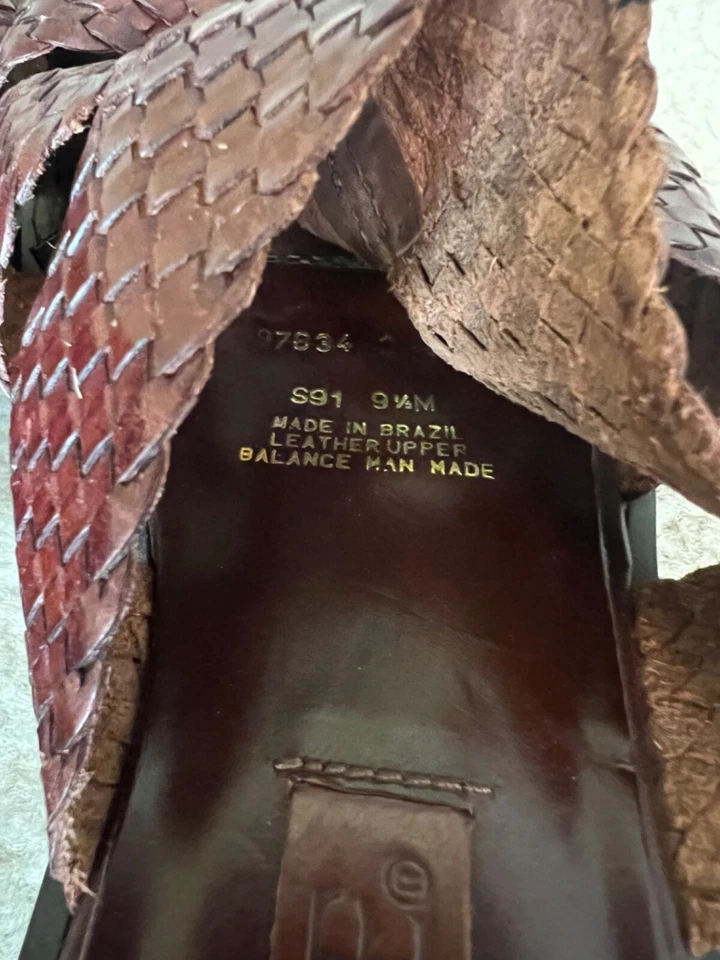 S91 9½M
MADE IN BRAZIL
LEATHER UPPER
BALANCE MAN MADE